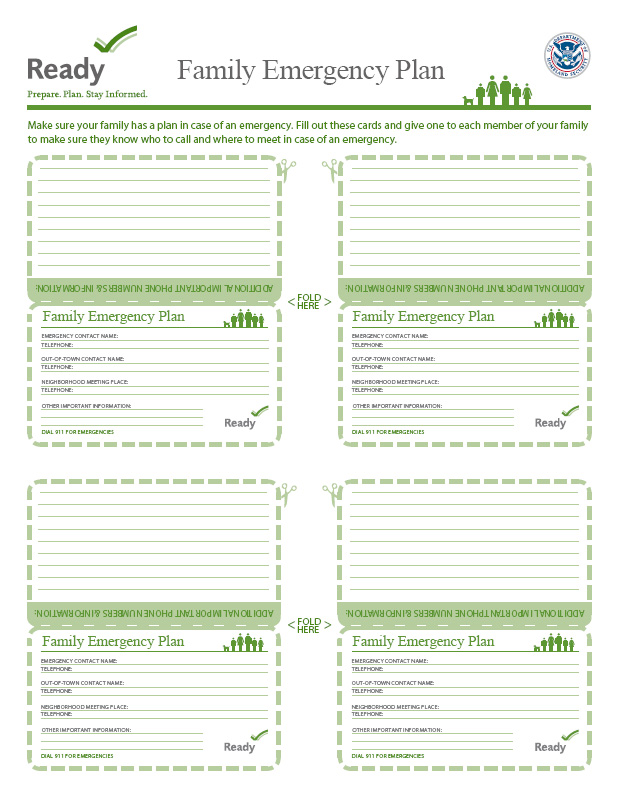 Ready
Prepare. Plan. Stay Informed.
Family Emergency Plan
U.S. DEPARTMENT OF HOMELAND SECURITY
Make sure your family has a plan in case of an emergency. Fill out these cards and give one to each member of your family
to make sure they know who to call and where to meet in case of an emergency.
ADDITIONAL IMPORTANT PHONE NUMBERS & INFORMATION:
Family Emergency Plan
EMERGENCY CONTACT NAME:
TELEPHONE:
OUT-OF-TOWN CONTACT NAME:
TELEPHONE:
NEIGHBORHOOD MEETING PLACE:
TELEPHONE:
OTHER IMPORTANT INFORMATION:
Ready
DIAL 911 FOR EMERGENCIES
< FOLD >
HERE
ADDITIONAL IMPORTANT PHONE NUMBERS & INFORMATION:
Family Emergency Plan
EMERGENCY CONTACT NAME:
TELEPHONE:
OUT-OF-TOWN CONTACT NAME:
TELEPHONE:
NEIGHBORHOOD MEETING PLACE:
TELEPHONE:
OTHER IMPORTANT INFORMATION:
Ready
DIAL 911 FOR EMERGENCIES
ADDITIONAL IMPORTANT PHONE NUMBERS & INFORMATION:
Family Emergency Plan
EMERGENCY CONTACT NAME:
TELEPHONE:
OUT-OF-TOWN CONTACT NAME:
TELEPHONE:
NEIGHBORHOOD MEETING PLACE:
TELEPHONE:
OTHER IMPORTANT INFORMATION:
Ready
DIAL 911 FOR EMERGENCIES
< FOLD >
HERE
ADDITIONAL IMPORTANT PHONE NUMBERS & INFORMATION:
Family Emergency Plan
EMERGENCY CONTACT NAME:
TELEPHONE:
OUT-OF-TOWN CONTACT NAME:
TELEPHONE:
NEIGHBORHOOD MEETING PLACE:
TELEPHONE:
OTHER IMPORTANT INFORMATION:
Ready
DIAL 911 FOR EMERGENCIES